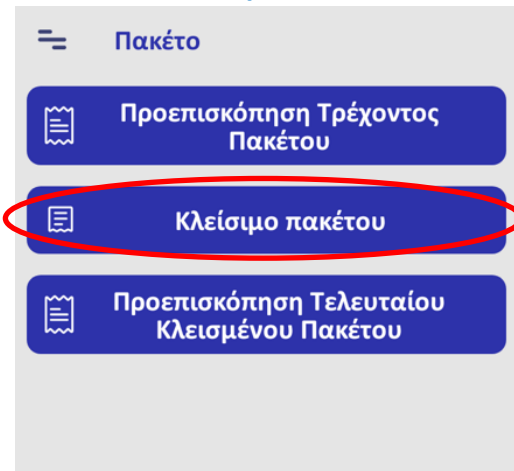 Πακέτο
Προεπισκόπηση Τρέχοντος
Πακέτου
Κλείσιμο πακέτου
Προεπισκόπηση Τελευταίου
Κλεισμένου Πακέτου